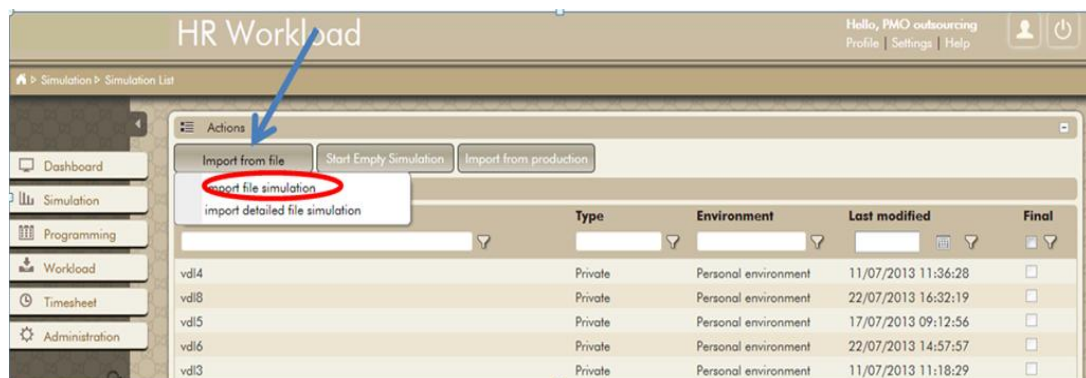 HR Workload
Hello, PMO outsourcing
Profile | Settings | Help
Simulation Simulation List
Actions
Import from file Start Empty Simulation Import from production
import file simulation
import detailed file simulation
Type Environment Last modified Final
Dashboard
Simulation
Programming
Workload
Timesheet
Administration
vdl4 Private Personal environment 11/07/2013 11:36:28
vdl8 Private Personal environment 22/07/2013 16:32:19
vdl5 Private Personal environment 17/07/2013 09:12:56
vdl6 Private Personal environment 22/07/2013 14:57:57
vdl3 Private Personal environment 11/07/2013 11:18:29